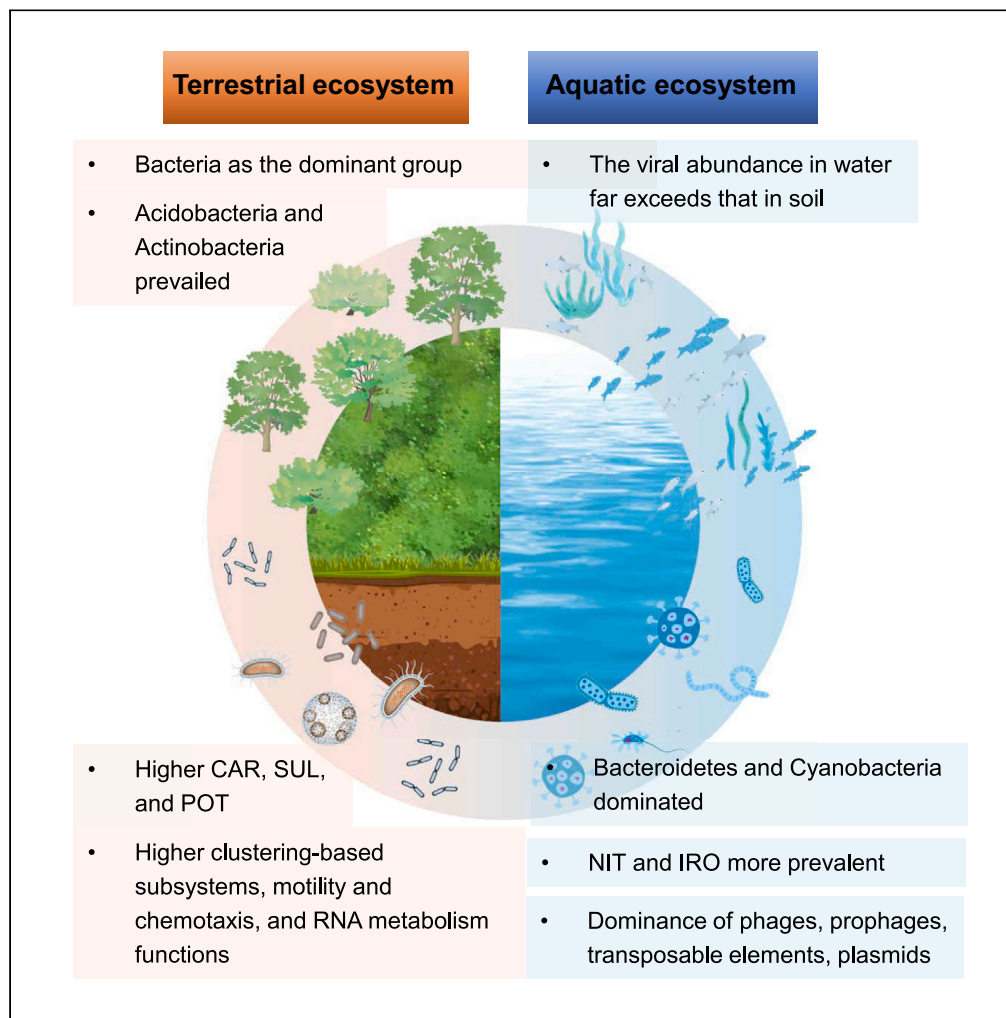 Terrestrial ecosystem
Aquatic ecosystem
• Bacteria as the dominant group
• Acidobacteria and
Actinobacteria
prevailed
• The viral abundance in water
far exceeds that in soil
• Higher CAR, SUL,
and POT
• Higher clustering-based
subsystems, motility and
chemotaxis, and RNA metabolism
functions
• Bacteroidetes and Cyanobacteria
dominated
• NIT and IRO more prevalent
• Dominance of phages, prophages,
transposable elements, plasmids